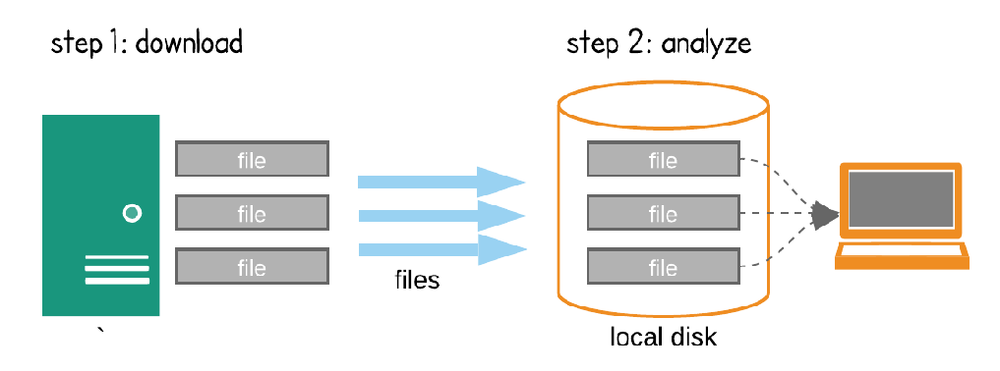 step 1: download
step 2: analyze
file
file
file
file
file
file
files
local disk
`